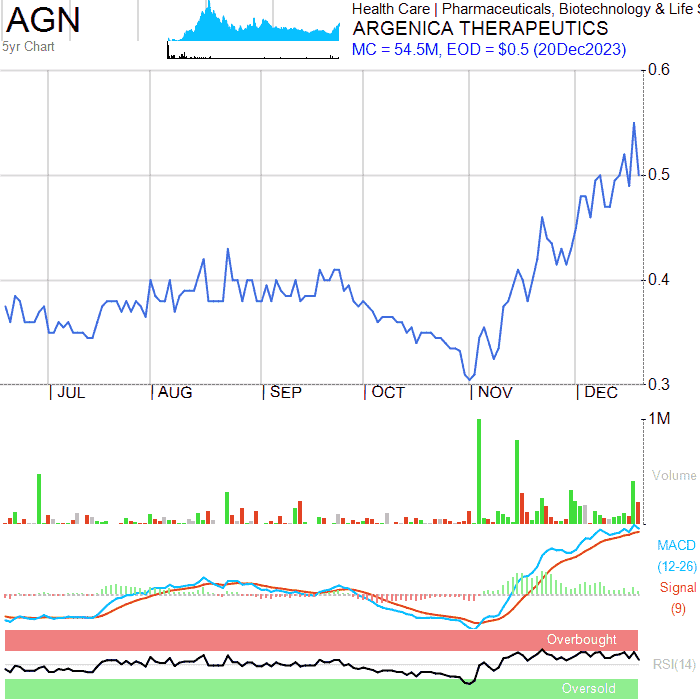 AGN
5yr Chart
Health Care | Pharmaceuticals, Biotechnology & Life S
ARGENICA THERAPEUTICS
MC = 54.5M, EOD = $0.5 (20Dec2023)
0.6
0.5
0.4
0.3
JUL AUG SEP OCT NOV DEC
1M
Volume
MACD
(12-26)
Signal
(9)
Overbought
RSI(14)
Oversold